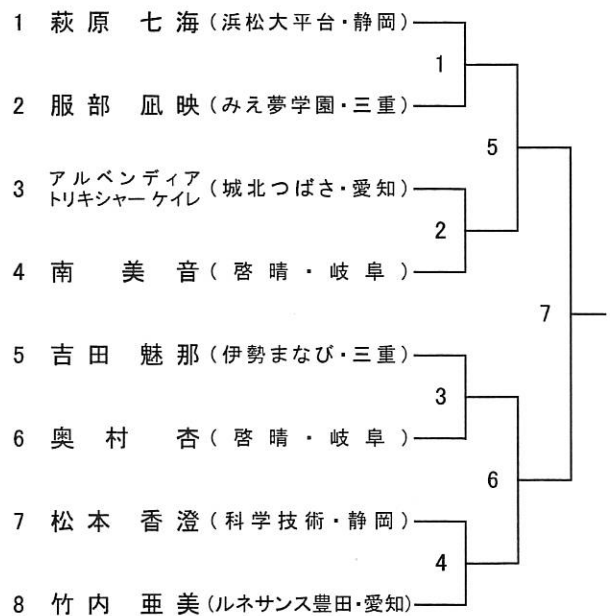 1 萩原 七海 (浜松大平台・静岡)
1
2 服部 凪映 (みえ夢学園・三重)
5
3 アルベンディア
トリキシャー ケイレ (城北つばさ・愛知)
2
4 南 美音 (啓晴・岐阜)
7
5 吉田 魅那 (伊勢まなび・三重)
3
6 奥村 杏 (啓晴・岐阜)
6
7 松本 香澄 (科学技術・静岡)
4
8 竹内 亜美 (ルネサンス豊田・愛知)